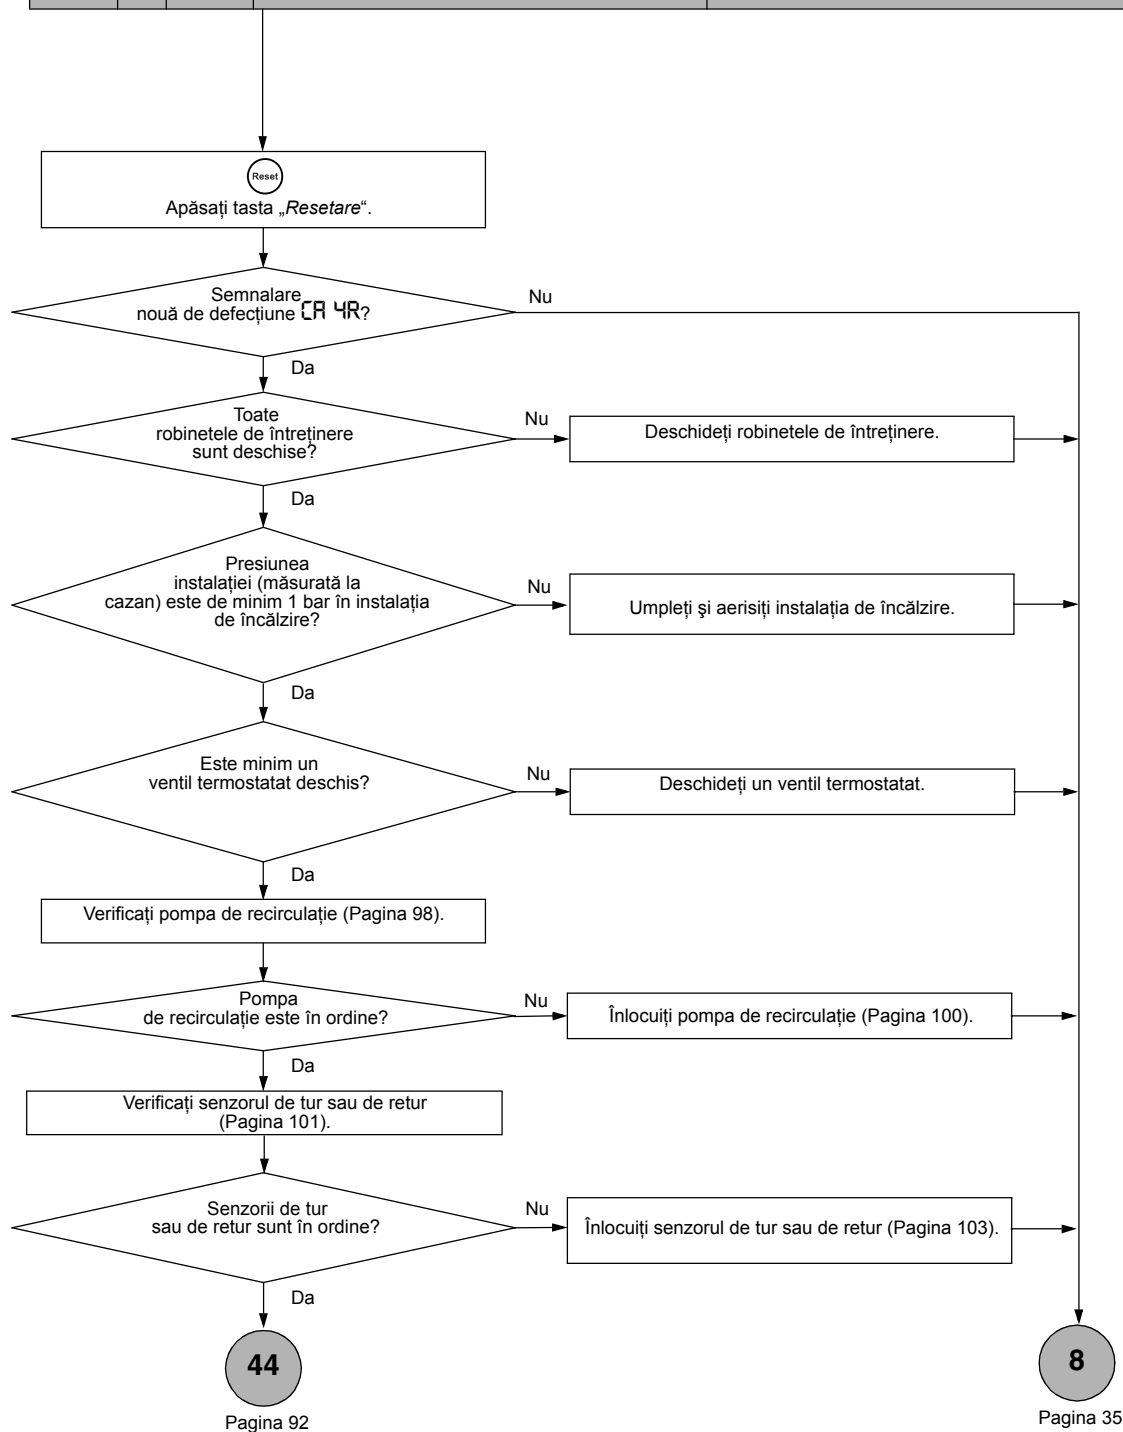 Reset
Apăsați tasta „Resetare“.
Semnalare
nouă de defecțiune CA 4R?
Nu
Da
Toate
robinetele de întreținere
sunt deschise?
Nu
Deschideți robinetele de întreținere.
Da
Presiunea
instalației (măsurată la
cazan) este de minim 1 bar în instalația
de încălzire?
Nu
Umpleți şi aerisiți instalația de încălzire.
Da
Este minim un
ventil termostatat deschis?
Nu
Deschideți un ventil termostatat.
Da
Verificați pompa de recirculație (Pagina 98).
Pompa
de recirculație este în ordine?
Nu
Înlocuiți pompa de recirculație (Pagina 100).
Da
Verificați senzorul de tur sau de retur
(Pagina 101).
Senzorii de tur
sau de retur sunt în ordine?
Nu
Înlocuiți senzorul de tur sau de retur (Pagina 103).
Da
44
Pagina 92
8
Pagina 35